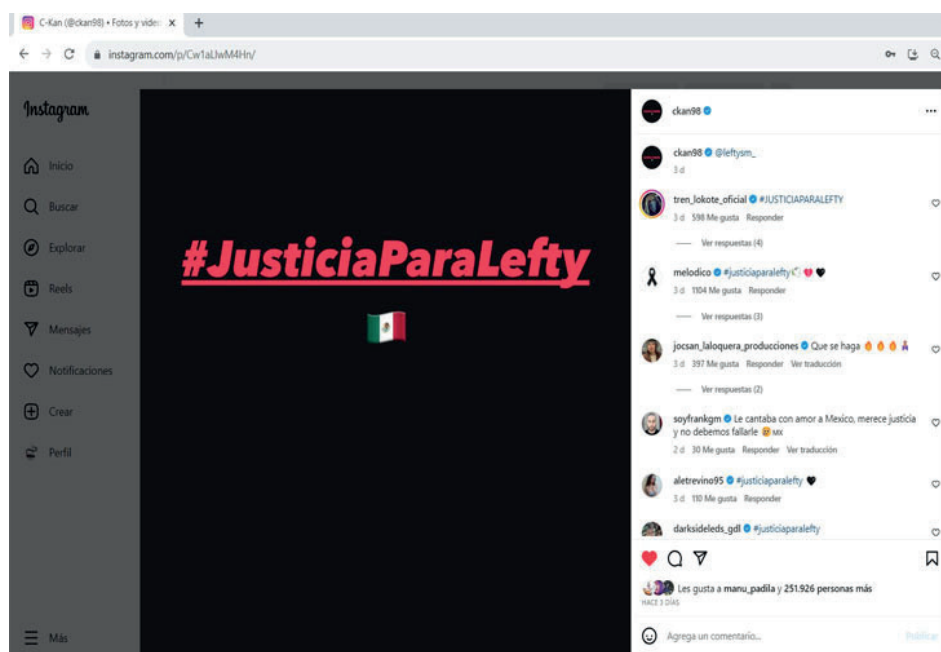 C-Kan (@ckan98) • Fotos y vide
instagram.com/p/Cw1aLlwM4Hn/
Instagram
Inicio
Buscar
Explorar
Reels
Mensajes
Notificaciones
Crear
Perfil
Más
#JusticiaParaLefty
ckan98
ckan98 @leftysm_
3 d
tren_lokote_oficial #JUSTICIAPARALEFTY
3 d 598 Me gusta Responder
Ver respuestas (4)
melodico #justiciaparalefty
3 d 1104 Me gusta Responder
Ver respuestas (3)
jocsan_laloquera_producciones Que se haga
3 d 397 Me gusta Responder Ver traducción
Ver respuestas (2)
soyfrankgm Le cantaba con amor a Mexico, merece justicia
y no debemos fallarle MX
2 d 30 Me gusta Responder Ver traducción
aletrevino95 #justiciaparalefty
3 d 110 Me gusta Responder
darksideleds_gdl #justiciaparalefty
Les gusta a manu_padila y 251.926 personas más
HACE 3 DÍAS
Agrega un comentario...
Publicar